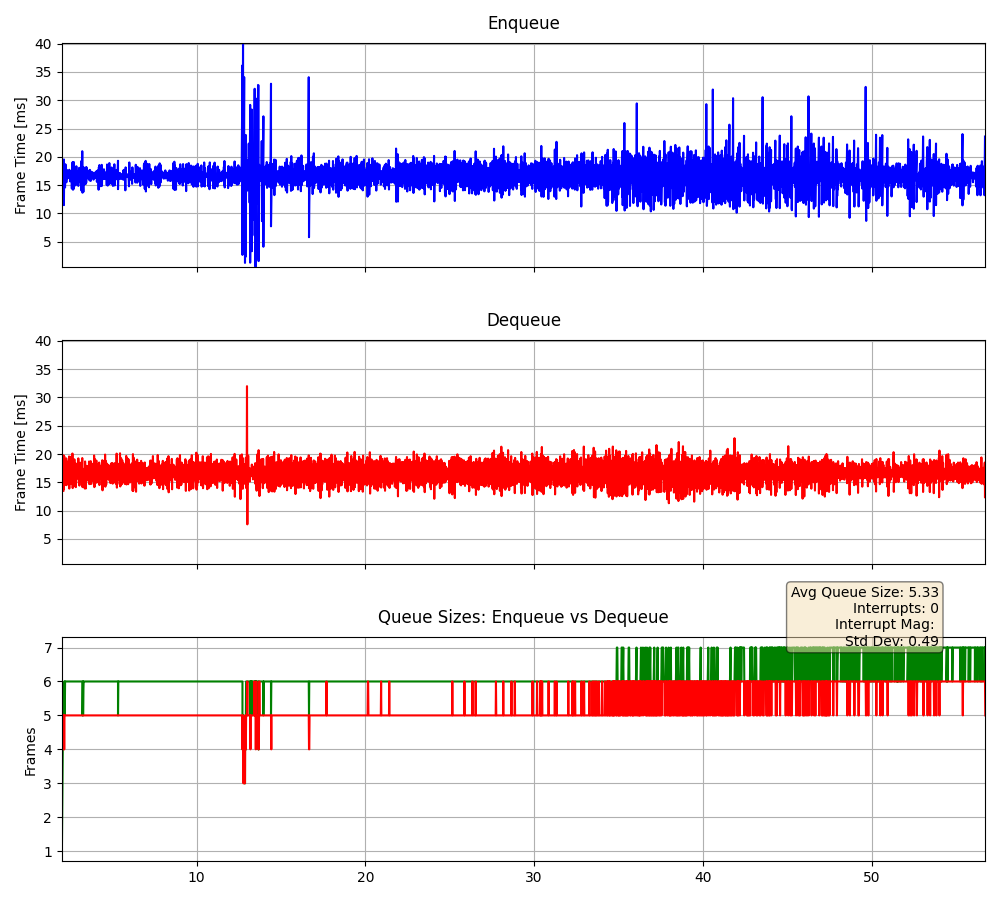 Enqueue
Frame Time [ms]
40
35
30
25
20
15
10
5
Dequeue
Frame Time [ms]
40
35
30
25
20
15
10
5
Avg Queue Size: 5.33
Interrupts: 0
Interrupt Mag:
Std Dev: 0.49
Queue Sizes: Enqueue vs Dequeue
Frames
7
6
5
4
3
2
1
10 20 30 40 50